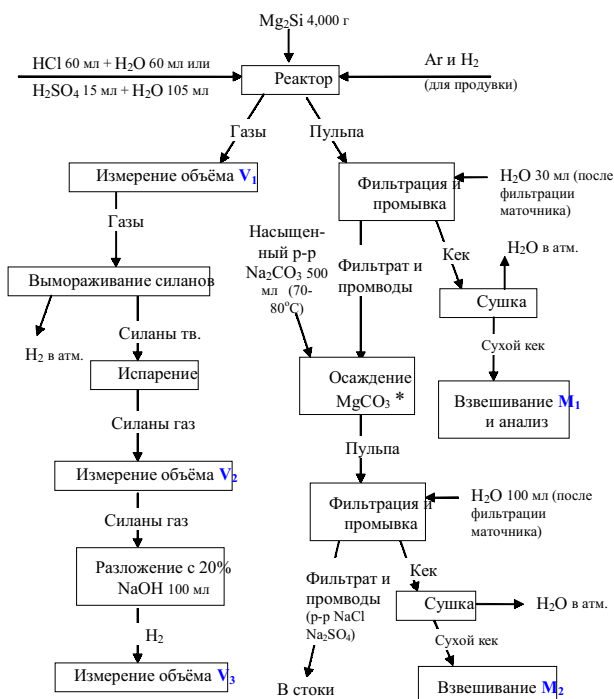 Mg₂Si 4,000 г
HCl 60 мл + H₂O 60 мл или
H₂SO₄ 15 мл + H₂O 105 мл
Реактор
Ar и H₂
(для продувки)
Газы
Пульпа
Измерение объёма V₁
Фильтрация и
промывка
H₂O 30 мл (после
фильтрации
маточника)
Газы
Насыщен-
ный р-р
Na₂CO₃ 500
мл (70-
80°С)
Фильтрат и
промводы
Кек
H₂O в атм.
Вымораживание силанов
Сушка
H₂ в атм.
Силаны тв.
Сухой кек
Испарение
Осаждение
MgCO₃ *
Взвешивание M₁
и анализ
Силаны газ
Пульпа
Измерение объёма V₂
Фильтрация и
промывка
H₂O 100 мл (после
фильтрации
маточника)
Силаны газ
Разложение с 20%
NaOH 100 мл
Фильтрат и
промводы
(р-р NaCl
Na₂SO₄)
Кек
Сушка
H₂O в атм.
H₂
Сухой кек
Измерение объёма V₃
В стоки
Взвешивание M₂